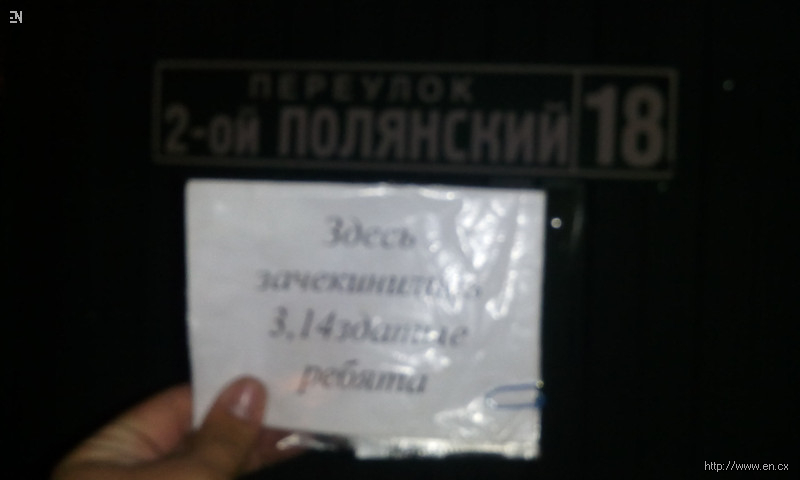 EN
ПЕРЕУЛОК
2-ой ПОЛЯНСКИЙ 18
Здесь
зачекинились
3,14здатые
ребята
http://www.en.cx